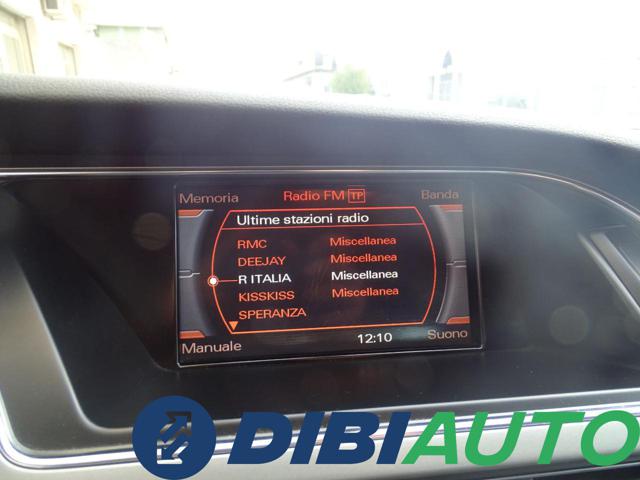 Memoria Radio FM TP Banda
Ultime stazioni radio
RMC Miscellanea
DEEJAY Miscellanea
R ITALIA Miscellanea
KISSKISS Miscellanea
SPERANZA
Manuale 12:10 Suono
DIBIAUTO